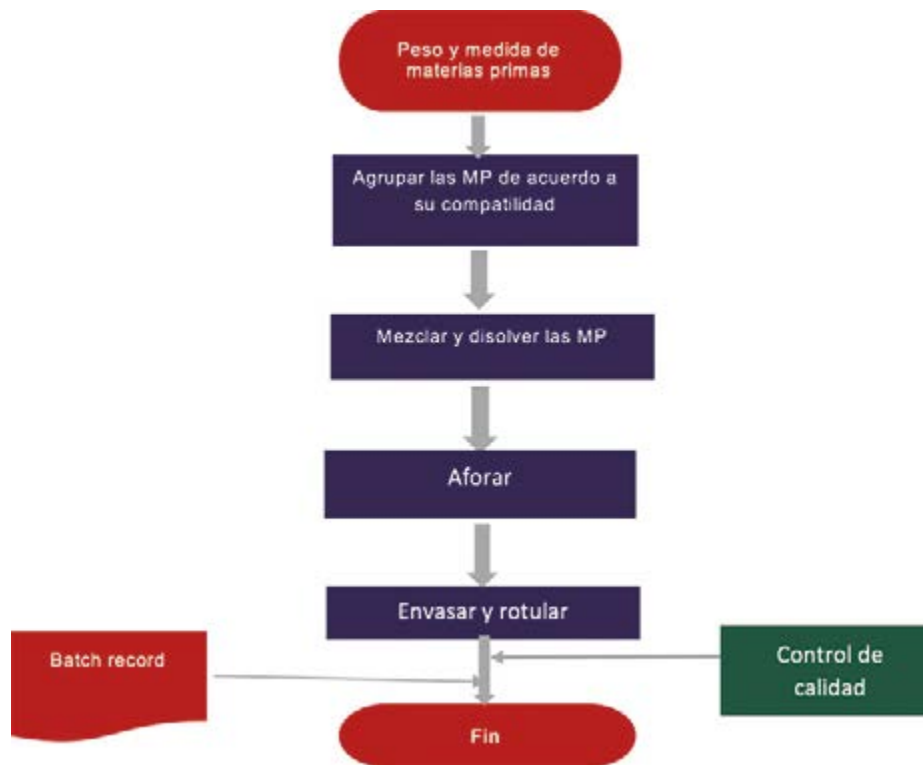 Peso y medida de
materias primas
Agrupar las MP de acuerdo a
su compatilidad
Mezclar y disolver las MP
Aforar
Envasar y rotular
Batch record
Control de
calidad
Fin